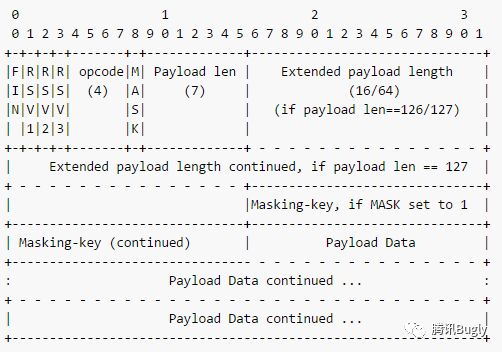 0                   1                   2                   3
0 1 2 3 4 5 6 7 8 9 0 1 2 3 4 5 6 7 8 9 0 1 2 3 4 5 6 7 8 9 0 1
+-+-+-+-+-------+-+-------------+-------------------------------+
|F|R|R|R| opcode|M| Payload len |    Extended payload length    |
|I|S|S|S|  (4)  |A|     (7)     |             (16/64)           |
|N|V|V|V|       |S|             |   (if payload len==126/127)   |
| |1|2|3|       |K|             |                               |
+-+-+-+-+-------+-+-------------+ - - - - - - - - - - - - - - - +
|     Extended payload length continued, if payload len == 127  |
+ - - - - - - - - - - - - - - - +-------------------------------+
|                               |Masking-key, if MASK set to 1  |
+-------------------------------+-------------------------------+
| Masking-key (continued)       |          Payload Data         |
+-------------------------------- - - - - - - - - - - - - - - - +
:                     Payload Data continued ...                :
+ - - - - - - - - - - - - - - - - - - - - - - - - - - - - - - - +
|                     Payload Data continued ...                |
+---------------------------------------------------------------+
腾讯Bugly